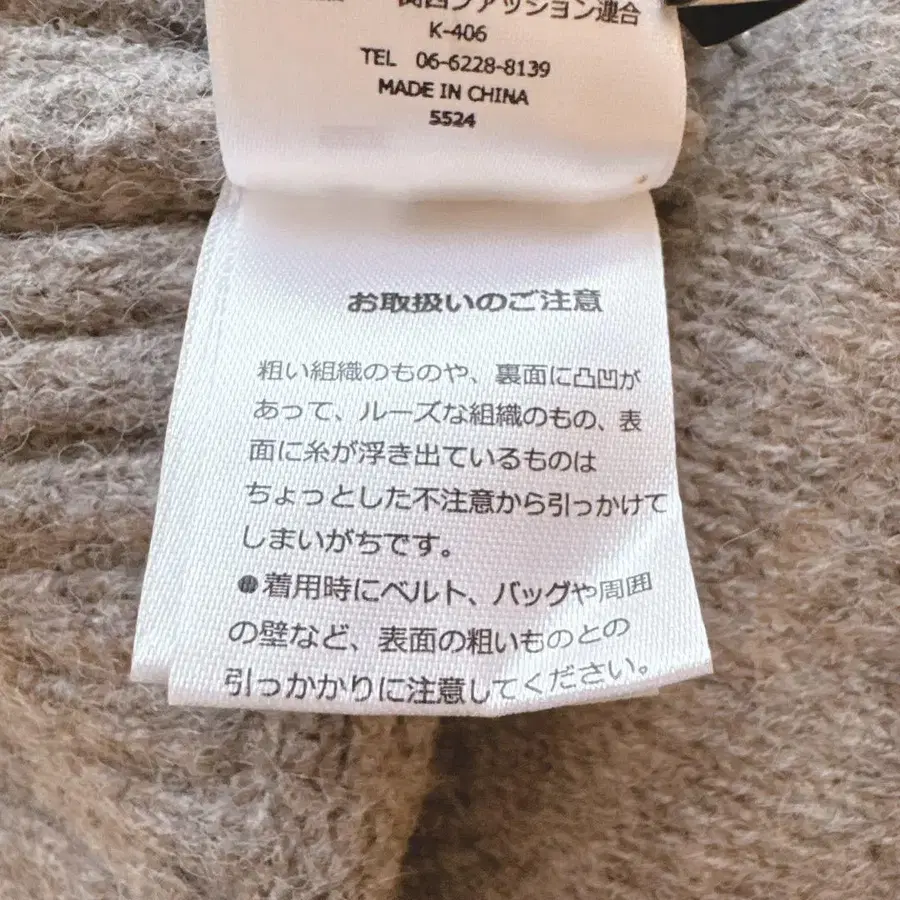 関西ファッション連合
K-406
TEL 06-6228-8139
MADE IN CHINA
5524
お取扱いのご注意
粗い組織のものや、裏面に凸凹が
あって、ルーズな組織のもの、表
面に糸が浮き出ているものは
ちょっとした不注意から引っかけて
しまいがちです。
●着用時にベルト、バッグや周囲
の壁など、表面の粗いものとの
引っかかりに注意してください。